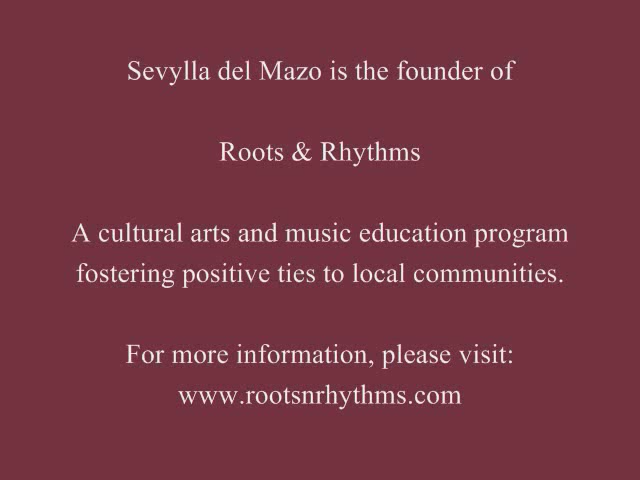 Sevylla del Mazo is the founder of
Roots & Rhythms
A cultural arts and music education program
fostering positive ties to local communities.
For more information, please visit:
www.rootsnrhythms.com